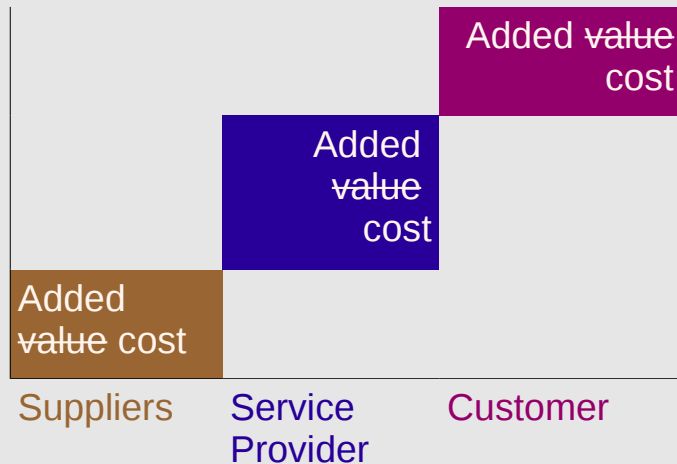 Added value
cost
Added
value
cost
Added
value cost
Suppliers
Service
Provider
Customer